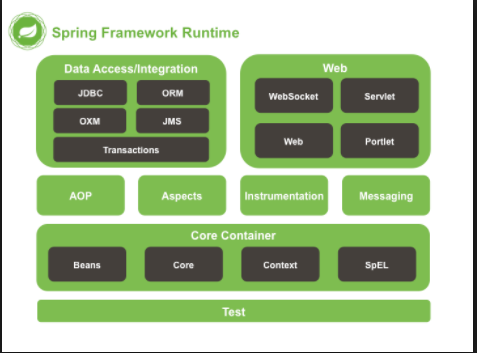 Spring Framework Runtime
Data Access/Integration
JDBC
ORM
OXM
JMS
Transactions
Web
WebSocket
Servlet
Web
Portlet
AOP
Aspects
Instrumentation
Messaging
Core Container
Beans
Core
Context
SpEL
Test